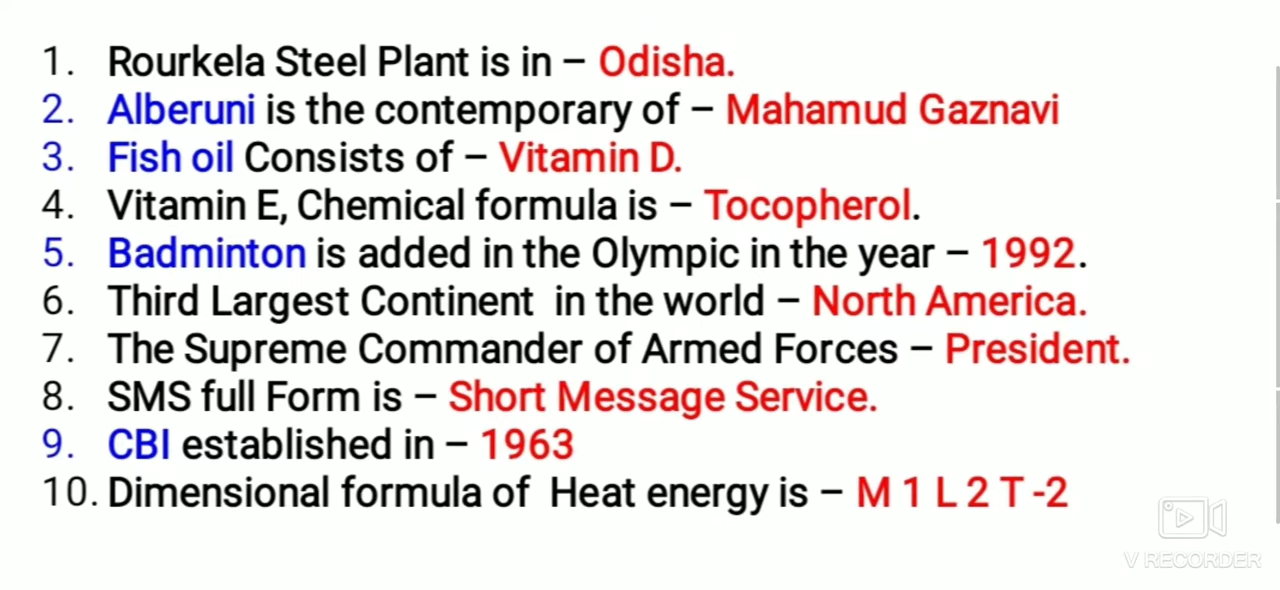 1. Rourkela Steel Plant is in – Odisha.
2. Alberuni is the contemporary of – Mahamud Gaznavi
3. Fish oil Consists of – Vitamin D.
4. Vitamin E, Chemical formula is – Tocopherol.
5. Badminton is added in the Olympic in the year – 1992.
6. Third Largest Continent in the world – North America.
7. The Supreme Commander of Armed Forces – President.
8. SMS full Form is – Short Message Service.
9. CBI established in – 1963
10. Dimensional formula of Heat energy is – M 1 L 2 T -2
V RECORDER